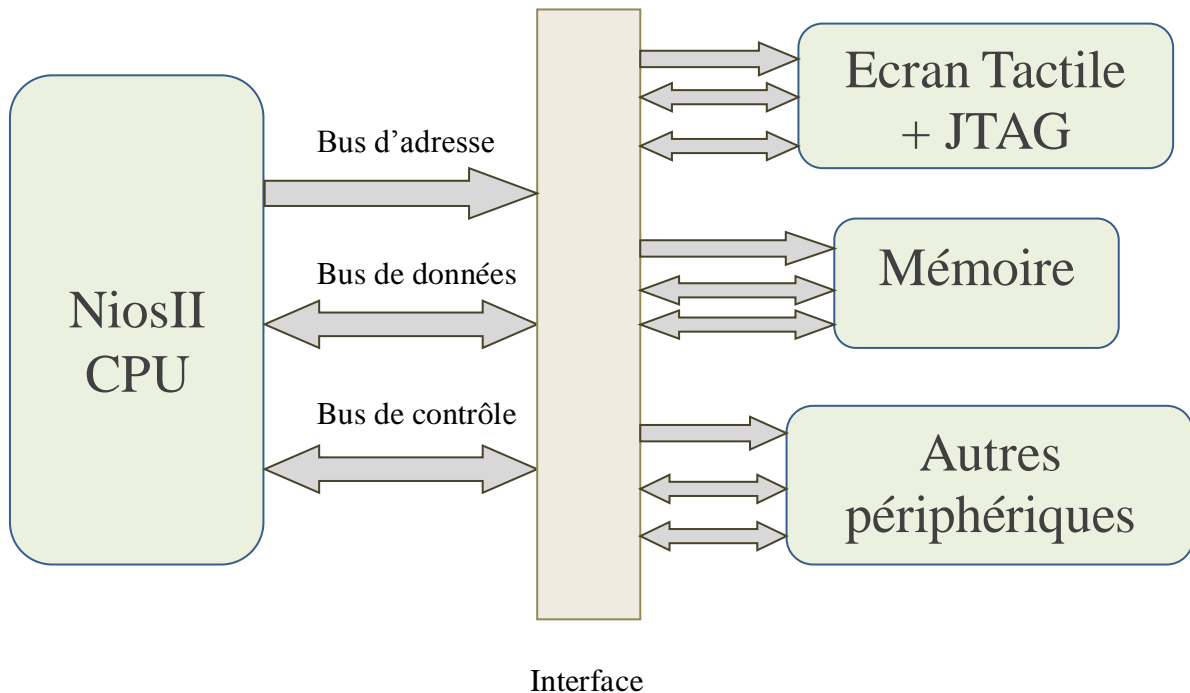 NiosII
CPU
Bus d’adresse
Bus de données
Bus de contrôle
Interface
Ecran Tactile
+ JTAG
Mémoire
Autres
périphériques